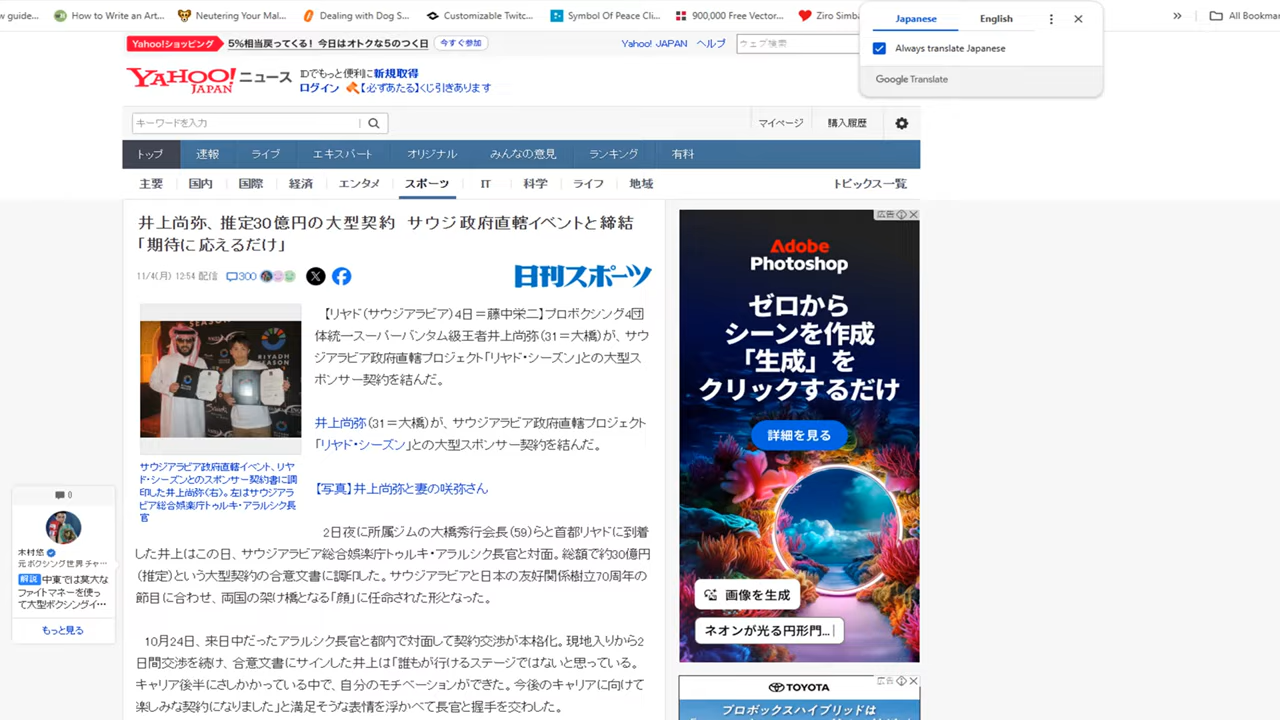 w guide...
How to Write an Art...
Neutering Your Mal...
Dealing with Dog S...
Customizable Twitc...
Symbol Of Peace Cli...
900,000 Free Vector...
Ziro Simba
»
All Bookmar
Japanese
English
Always translate Japanese
Google Translate
Yahoo!ショッピング
5%相当戻ってくる! 今日はオトクな5のつく日
今すぐ参加
Yahoo! JAPAN
ヘルプ
ウェブ検索
YAHOO! JAPAN ニュース
IDでもっと便利に新規取得
ログイン
【必ずあたる】くじ引きあります
キーワードを入力
マイページ
購入履歴
トップ
速報
ライブ
エキスパート
オリジナル
みんなの意見
ランキング
有料
主要
国内
国際
経済
エンタメ
スポーツ
IT
科学
ライフ
地域
トピックス一覧
井上尚弥、推定30億円の大型契約 サウジ政府直轄イベントと締結
「期待に応えるだけ」
11/4(月) 12:54 配信
300
日刊スポーツ
SEASON
RIYADH
SEASON
サウジアラビア政府直轄イベント、リヤ
ド・シーズンとのスポンサー契約書に調
印した井上尚弥(右)。左はサウジアラ
ビア総合娯楽庁トゥルキ・アラルシク長
官
【リヤド(サウジアラビア)4日=藤中栄二】プロボクシング4団
体統一スーパーバンタム級王者井上尚弥(31=大橋)が、サウ
ジアラビア政府直轄プロジェクト「リヤド・シーズン」との大型ス
ポンサー契約を結んだ。
井上尚弥(31=大橋)が、サウジアラビア政府直轄プロジェクト
「リヤド・シーズン」との大型スポンサー契約を結んだ。
【写真】井上尚弥と妻の咲弥さん
2日夜に所属ジムの大橋秀行会長(59)らと首都リヤドに到着
した井上はこの日、サウジアラビア総合娯楽庁トゥルキ・アラルシク長官と対面。総額で約30億円
(推定)という大型契約の合意文書に調印した。サウジアラビアと日本の友好関係樹立70周年の
節目に合わせ、両国の架け橋となる「顔」に任命された形となった。
10月24日、来日中だったアラルシク長官と都内で対面して契約交渉が本格化。現地入りから2
日間交渉を続け、合意文書にサインした井上は「誰もが行けるステージではないと思っている。
キャリア後半にさしかかっている中で、自分のモチベーションができた。今後のキャリアに向けて
楽しみな契約になりました」と満足そうな表情を浮かべて長官と握手を交わした。
0
木村悠
元ボクシング世界チャ…
解説 中東では莫大な
ファイトマネーを使っ
て大型ボクシングイ…
もっと見る
広告
Adobe
Photoshop
ゼロから
シーンを作成
「生成」を
クリックするだけ
詳細を見る
画像を生成
ネオンが光る円形門...
広告
TOYOTA
プロボックスハイブリッドは